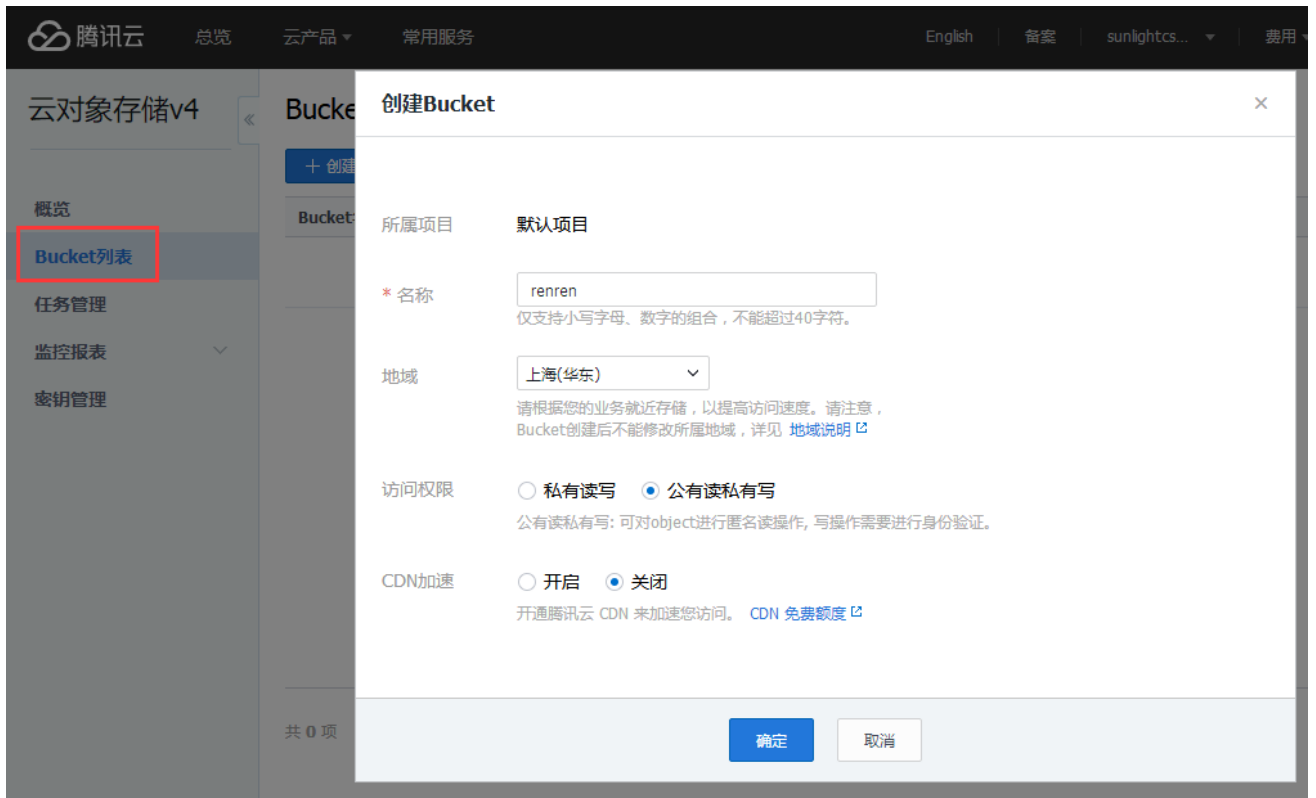 腾讯云 总览 云产品 常用服务 English 备案 sunlightcs... 费用
云对象存储v4
概览
Bucket列表
任务管理
监控报表
密钥管理
Bucke
+ 创建
Bucket
共 0 项
创建Bucket
所属项目 默认项目
* 名称 renren
仅支持小写字母、数字的组合，不能超过40字符。
地域 上海(华东)
请根据您的业务就近存储，以提高访问速度。请注意，
Bucket创建后不能修改所属地域，详见 地域说明
访问权限 私有读写 公有读私有写
公有读私有写: 可对object进行匿名读操作, 写操作需要进行身份验证。
CDN加速 开启 关闭
开通腾讯云 CDN 来加速您访问。 CDN 免费额度
确定 取消